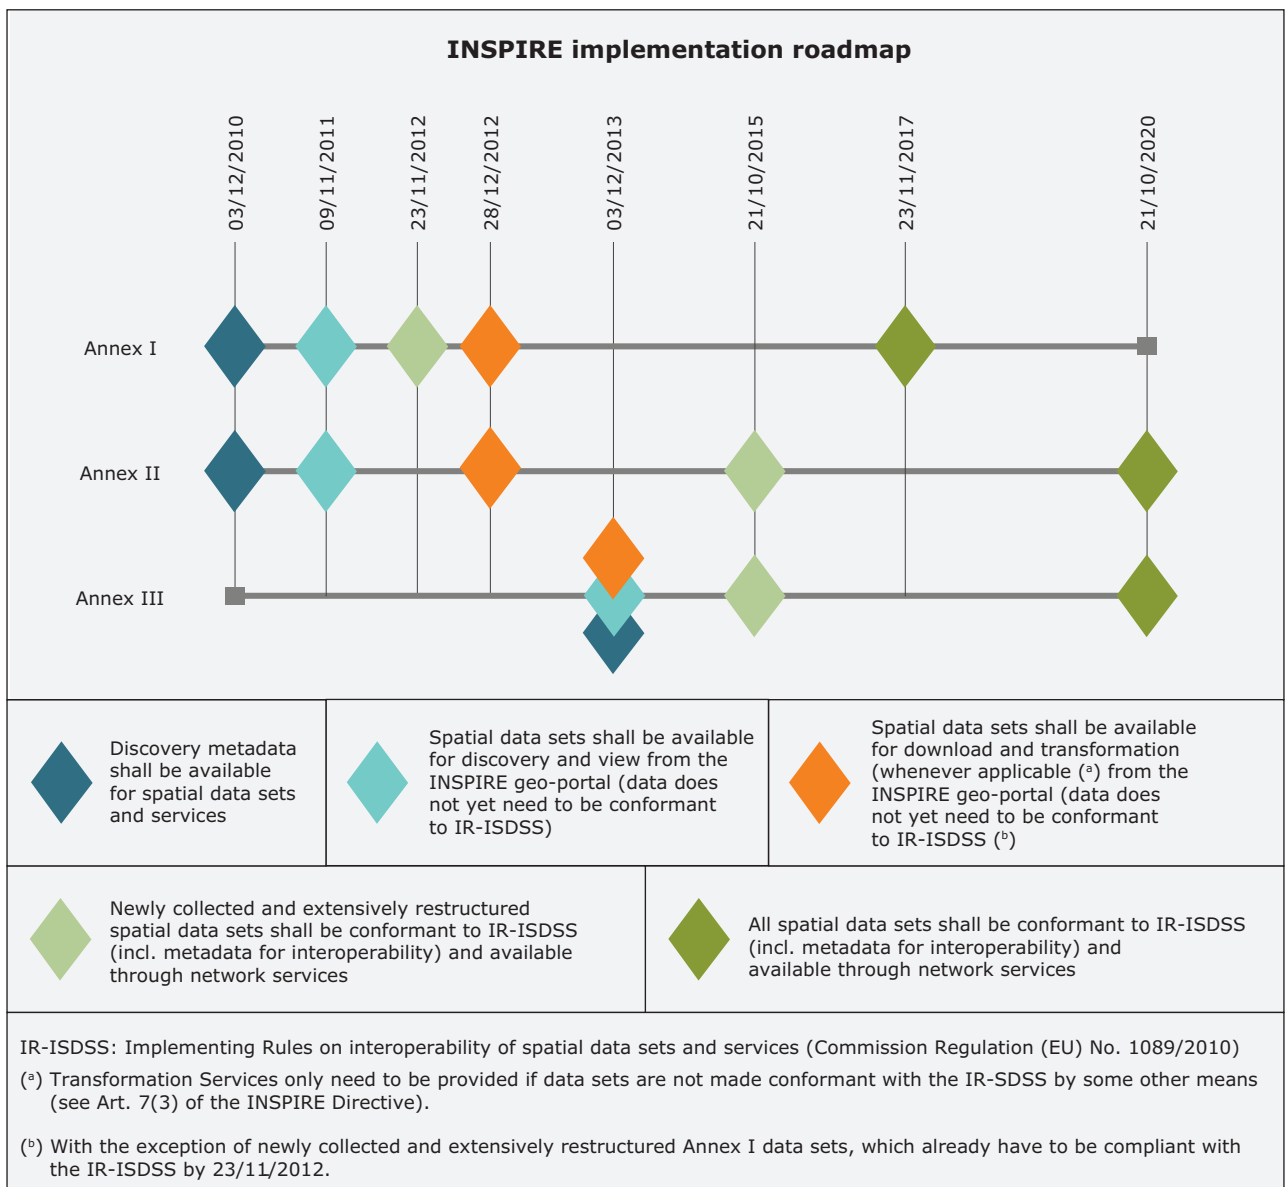 INSPIRE implementation roadmap
03/12/2010
09/11/2011
23/11/2012
28/12/2012
03/12/2013
21/10/2015
23/11/2017
21/10/2020
Annex I
Annex II
Annex III
Discovery metadata
shall be available
for spatial data sets
and services
Spatial data sets shall be available
for discovery and view from the
INSPIRE geo-portal (data does
not yet need to be conformant
to IR-ISDSS)
Spatial data sets shall be available
for download and transformation
(whenever applicable (ᵃ) from the
INSPIRE geo-portal (data does
not yet need to be conformant
to IR-ISDSS (ᵇ)
Newly collected and extensively restructured
spatial data sets shall be conformant to IR-ISDSS
(incl. metadata for interoperability) and available
through network services
All spatial data sets shall be conformant to IR-ISDSS
(incl. metadata for interoperability) and
available through network services
IR-ISDSS: Implementing Rules on interoperability of spatial data sets and services (Commission Regulation (EU) No. 1089/2010)
(ᵃ) Transformation Services only need to be provided if data sets are not made conformant with the IR-SDSS by some other means
(see Art. 7(3) of the INSPIRE Directive).
(ᵇ) With the exception of newly collected and extensively restructured Annex I data sets, which already have to be compliant with
the IR-ISDSS by 23/11/2012.